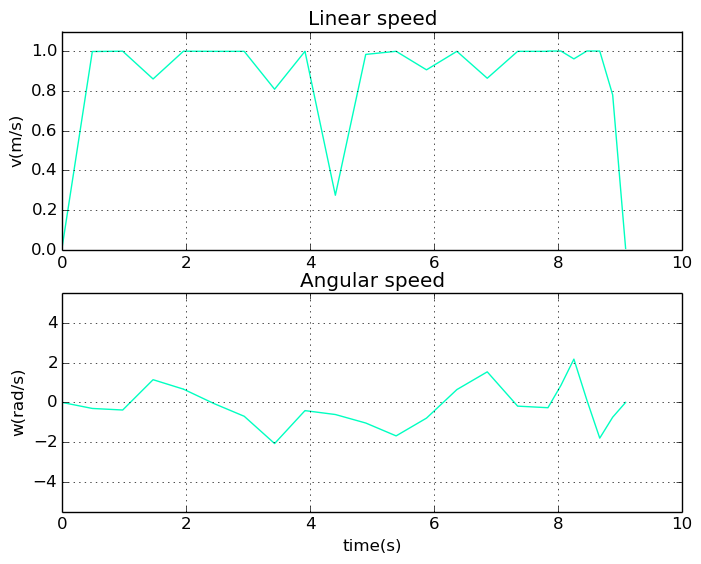 Linear speed
1.0
0.8
0.6
0.4
0.2
0.0
v(m/s)
0 2 4 6 8 10
Angular speed
4
2
0
−2
−4
w(rad/s)
0 2 4 6 8 10
time(s)